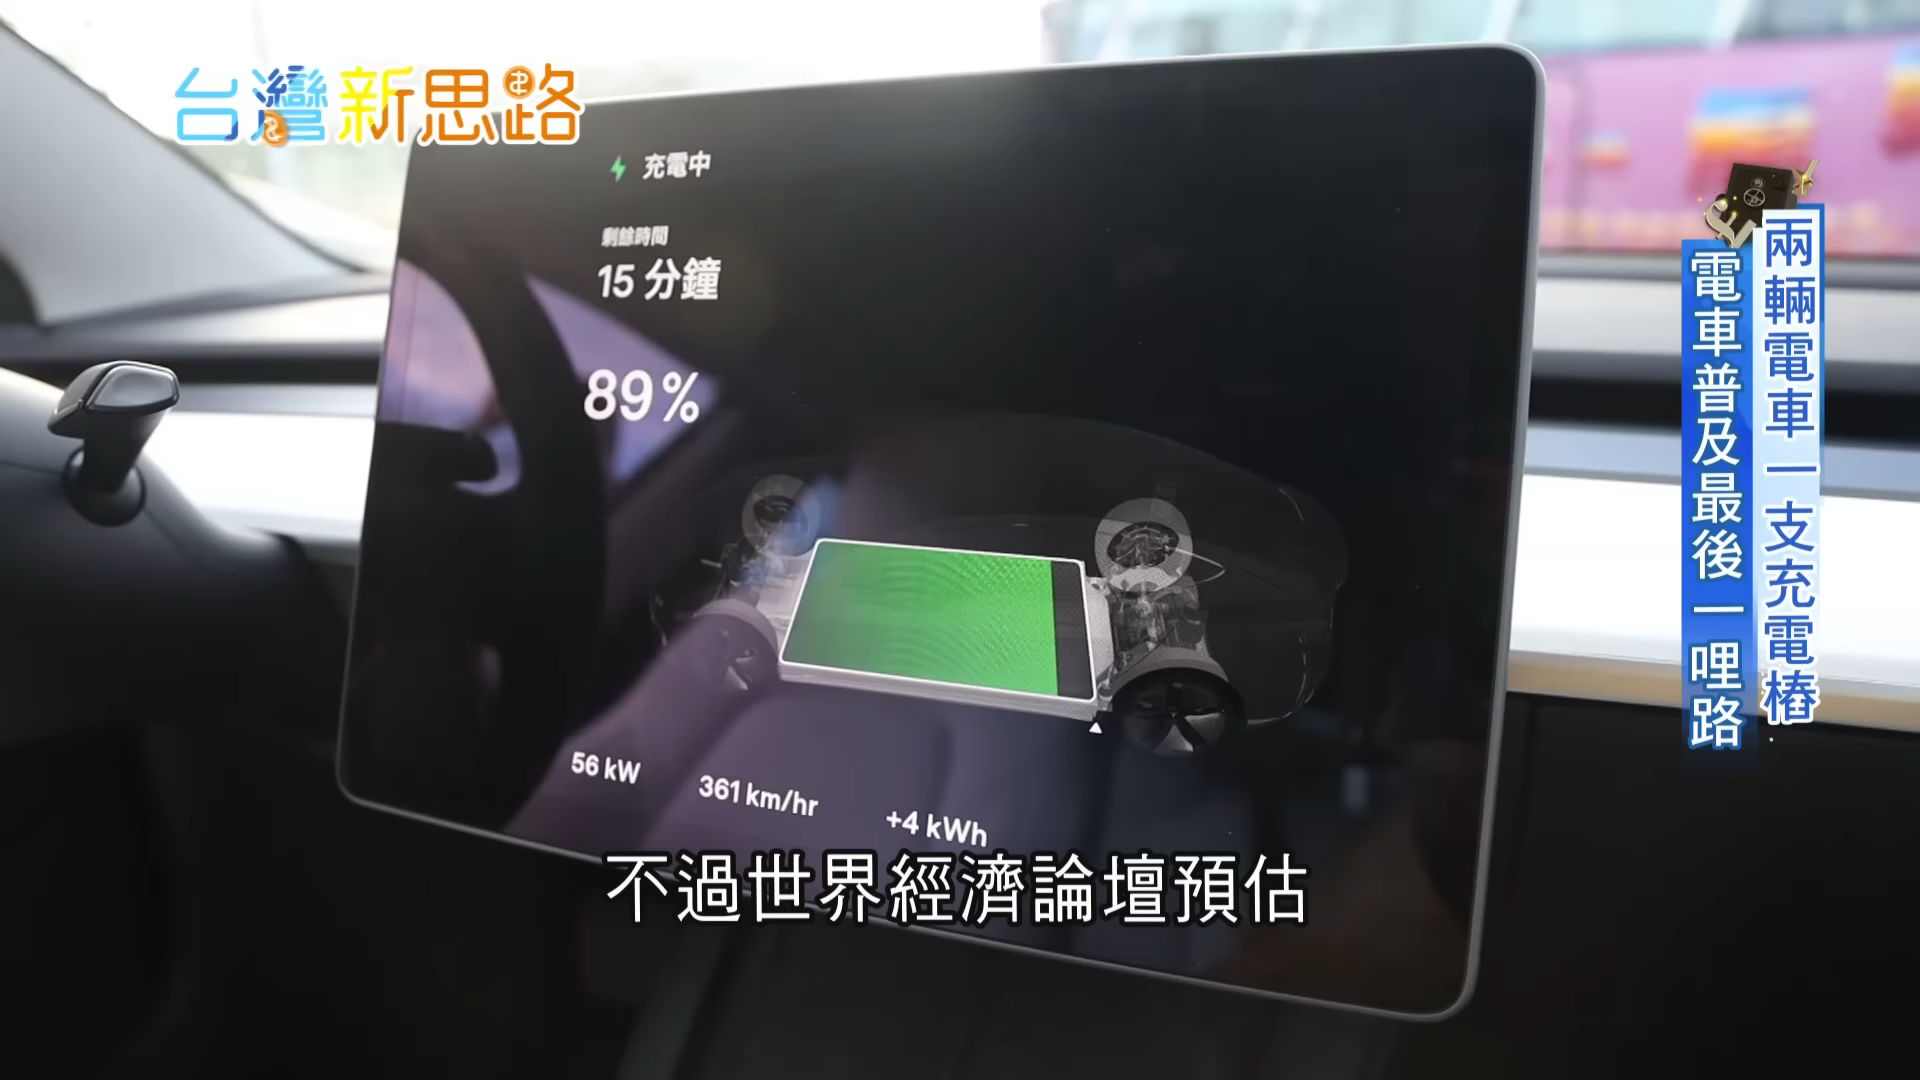 台灣新思路
充電中
剩餘時間
15 分鐘
89%
56 kW
361 km/hr
+4 kWh
兩輛電車一支充電樁
電車普及最後一哩路
不過世界經濟論壇預估